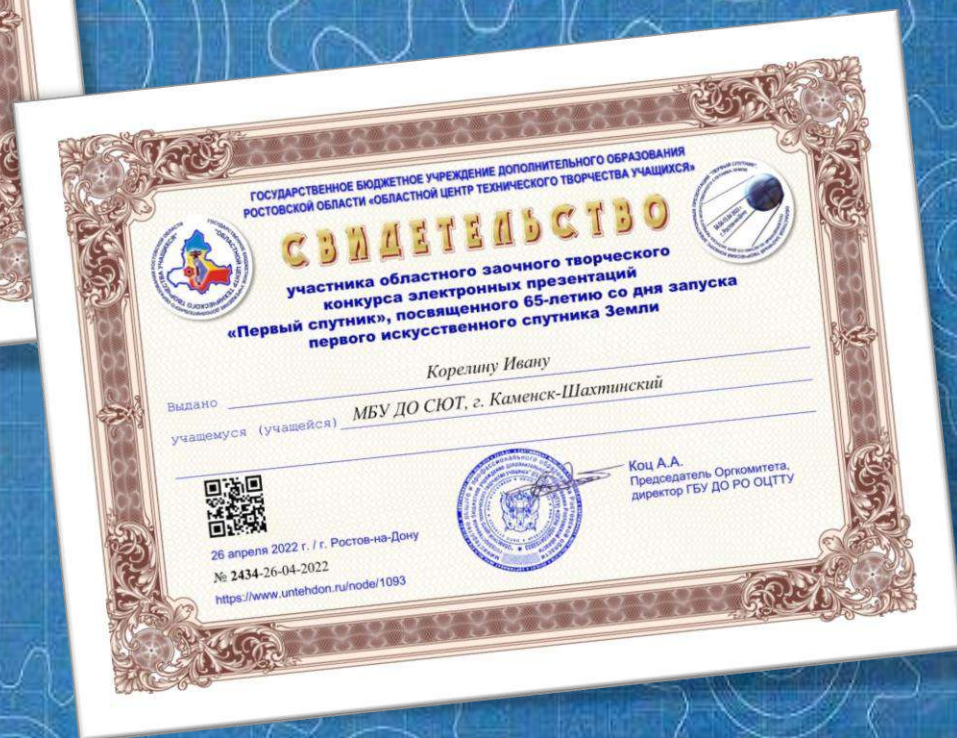 ГОСУДАРСТВЕННОЕ БЮДЖЕТНОЕ УЧРЕЖДЕНИЕ ДОПОЛНИТЕЛЬНОГО ОБРАЗОВАНИЯ
РОСТОВСКОЙ ОБЛАСТИ «ОБЛАСТНОЙ ЦЕНТР ТЕХНИЧЕСКОГО ТВОРЧЕСТВА УЧАЩИХСЯ»
СВИДЕТЕЛЬСТВО
участника областного заочного творческого
конкурса электронных презентаций
«Первый спутник», посвященного 65-летию со дня запуска
первого искусственного спутника Земли
Выдано Корелину Ивану
учащемуся (учащейся) МБУ ДО СЮТ, г. Каменск-Шахтинский
Коц А.А.
Председатель Оргкомитета,
директор ГБУ ДО РО ОЦТТУ
26 апреля 2022 г. / г. Ростов-на-Дону
№ 2434-26-04-2022
https://www.untehdon.ru/node/1093